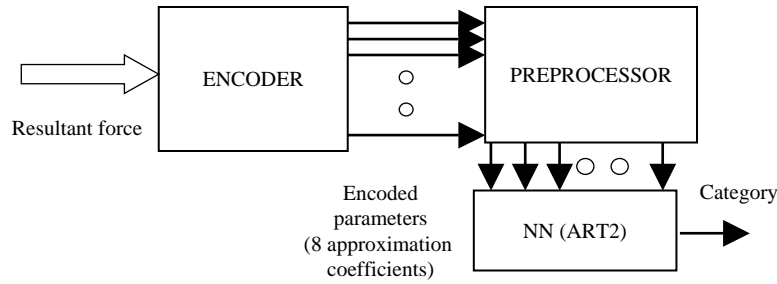 ENCODER
PREPROCESSOR
Resultant force
Encoded
parameters
(8 approximation
coefficients)
NN (ART2)
Category